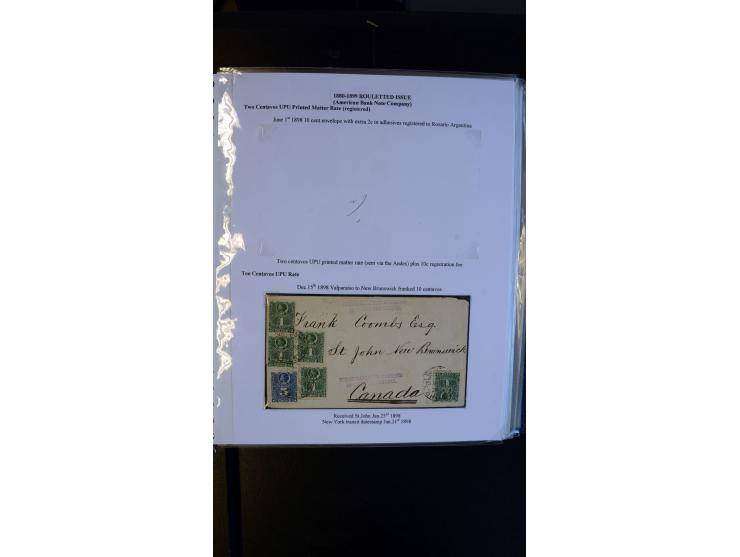 1880-1899 ROULETTED ISSUE
(American Bank Note Company)
Two Centavos UPU Printed Matter Rate (registered)
June 1st 1898 10 cent envelope with extra 2c in adhesives registered to Rosario Argentina
Two centavos UPU printed matter rate (sent via the Andes) plus 10c registration fee
Ten Centavos UPU Rate
Dec.15th 1898 Valparaiso to New Brunswick franked 10 centavos
Frank Coombs Esq.
St John New Brunswick
Canada
Received St.John Jan.23rd 1898
New York transit datestamp Jan.21st 1898